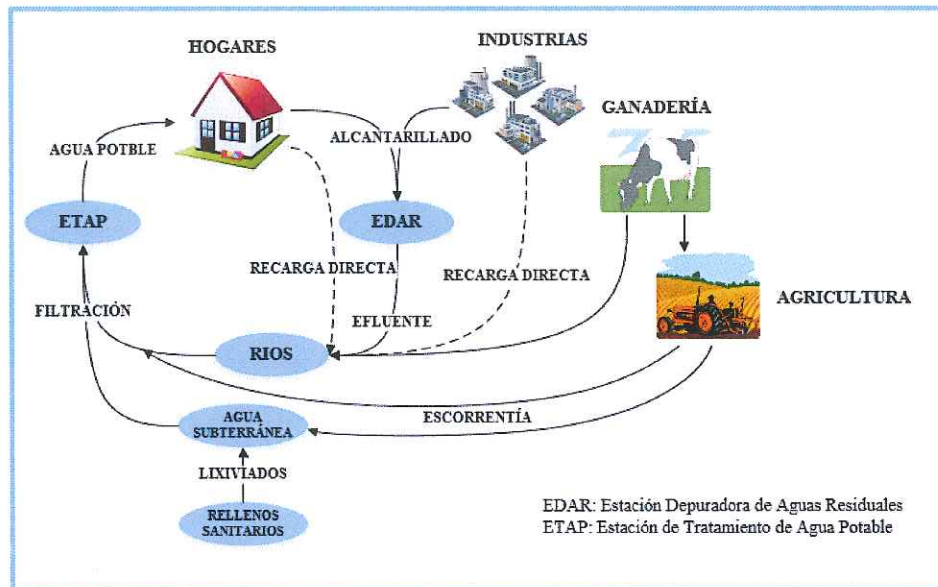 HOGARES
INDUSTRIAS
GANADERÍA
AGUA POTBLE
ALCANTARILLADO
ETAP
EDAR
RECARGA DIRECTA
RECARGA DIRECTA
AGRICULTURA
FILTRACIÓN
EFLUENTE
RIOS
ESCORRENTÍA
AGUA
SUBTERRÁNEA
LIXIVIADOS
RELLENOS
SANITARIOS
EDAR: Estación Depuradora de Aguas Residuales
ETAP: Estación de Tratamiento de Agua Potable